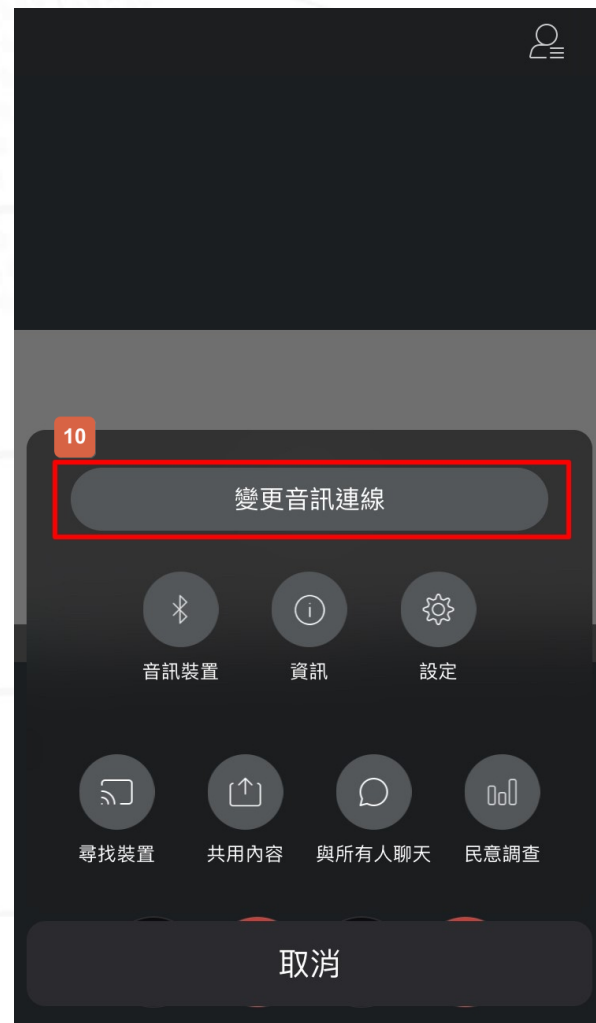 10
變更音訊連線
音訊裝置
資訊
設定
尋找裝置
共用內容
與所有人聊天
民意調查
取消